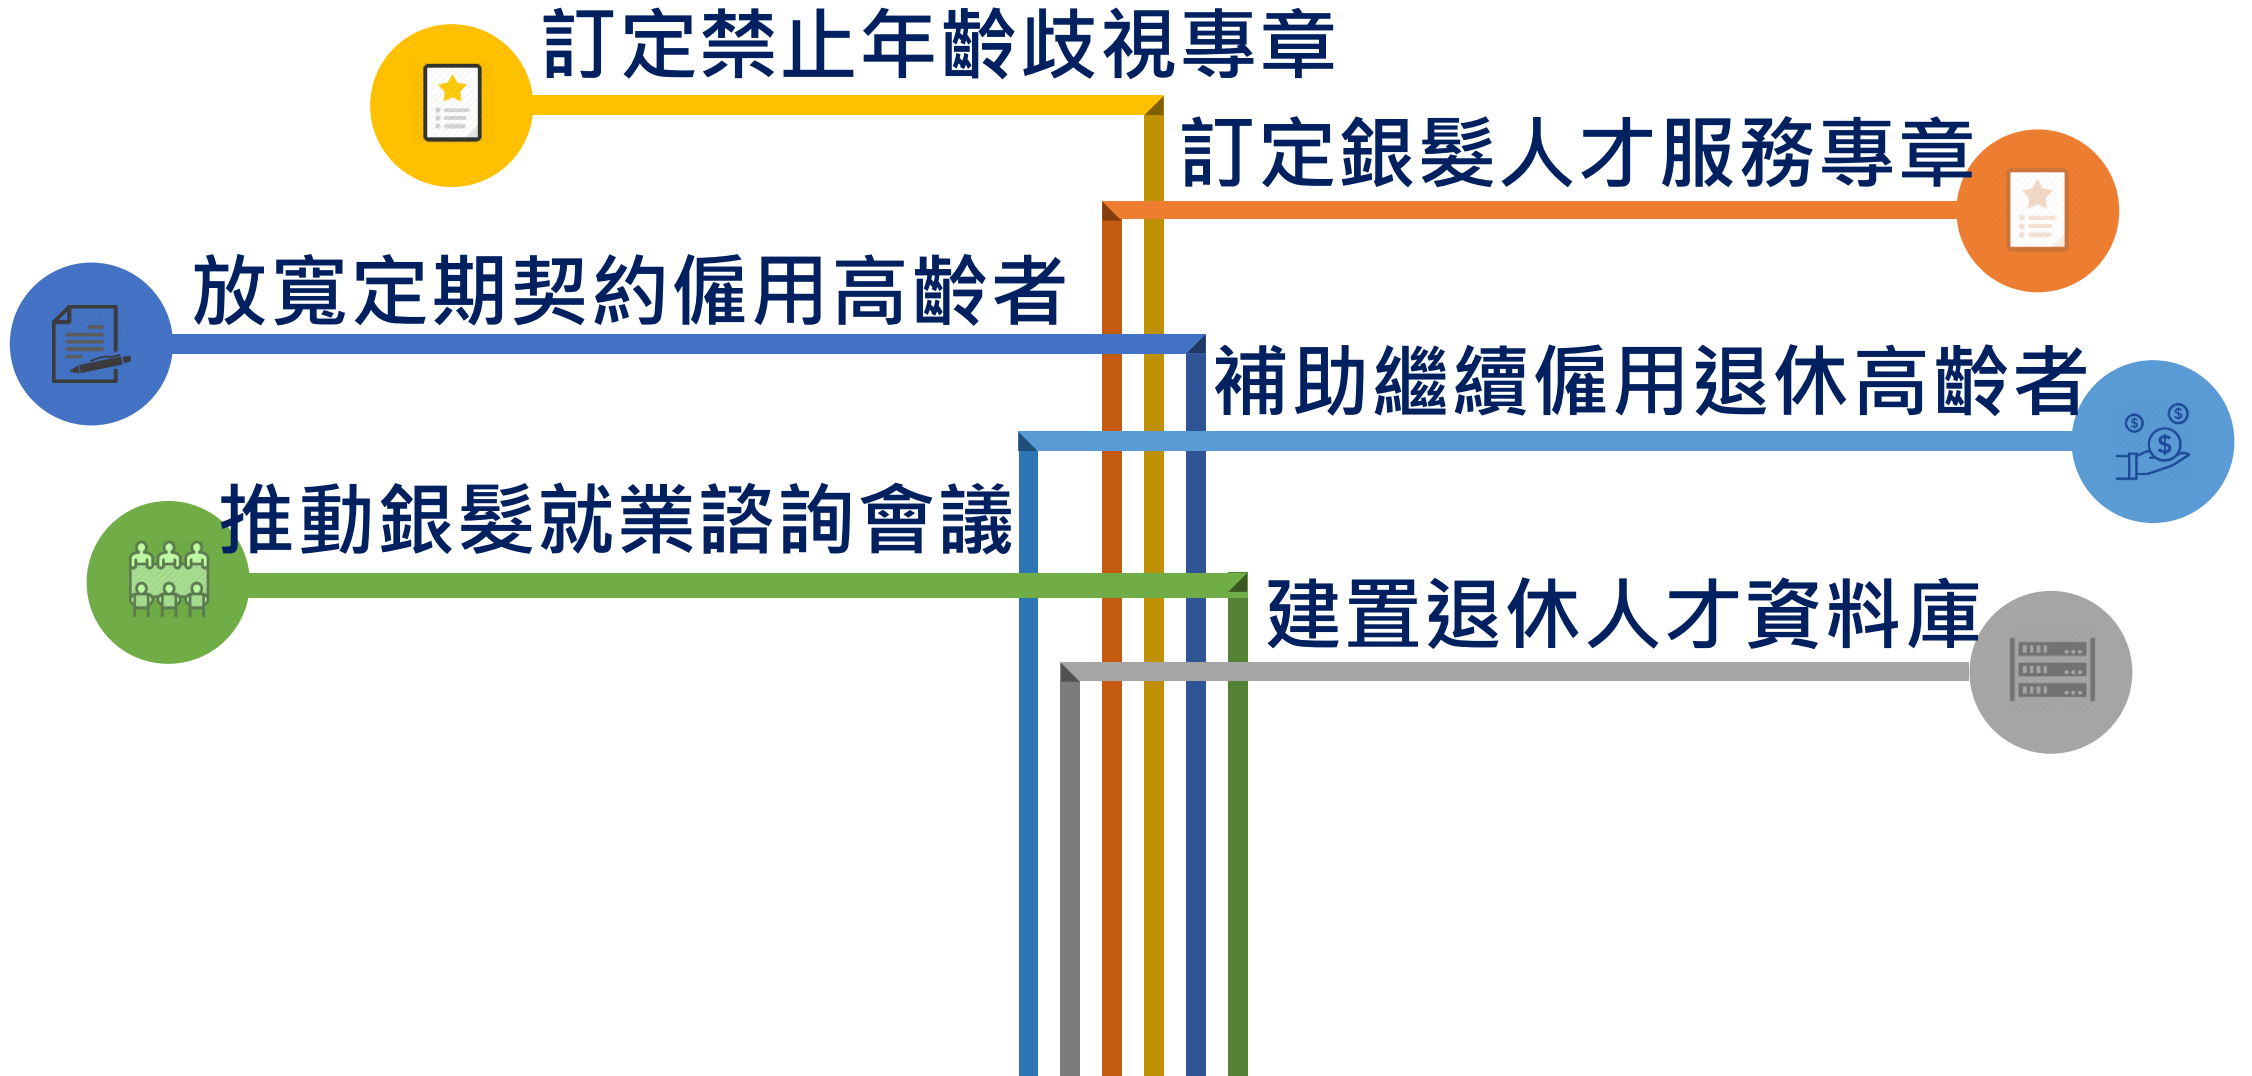 訂定禁止年齡歧視專章
訂定銀髮人才服務專章
放寬定期契約僱用高齡者
補助繼續僱用退休高齡者
推動銀髮就業諮詢會議
建置退休人才資料庫